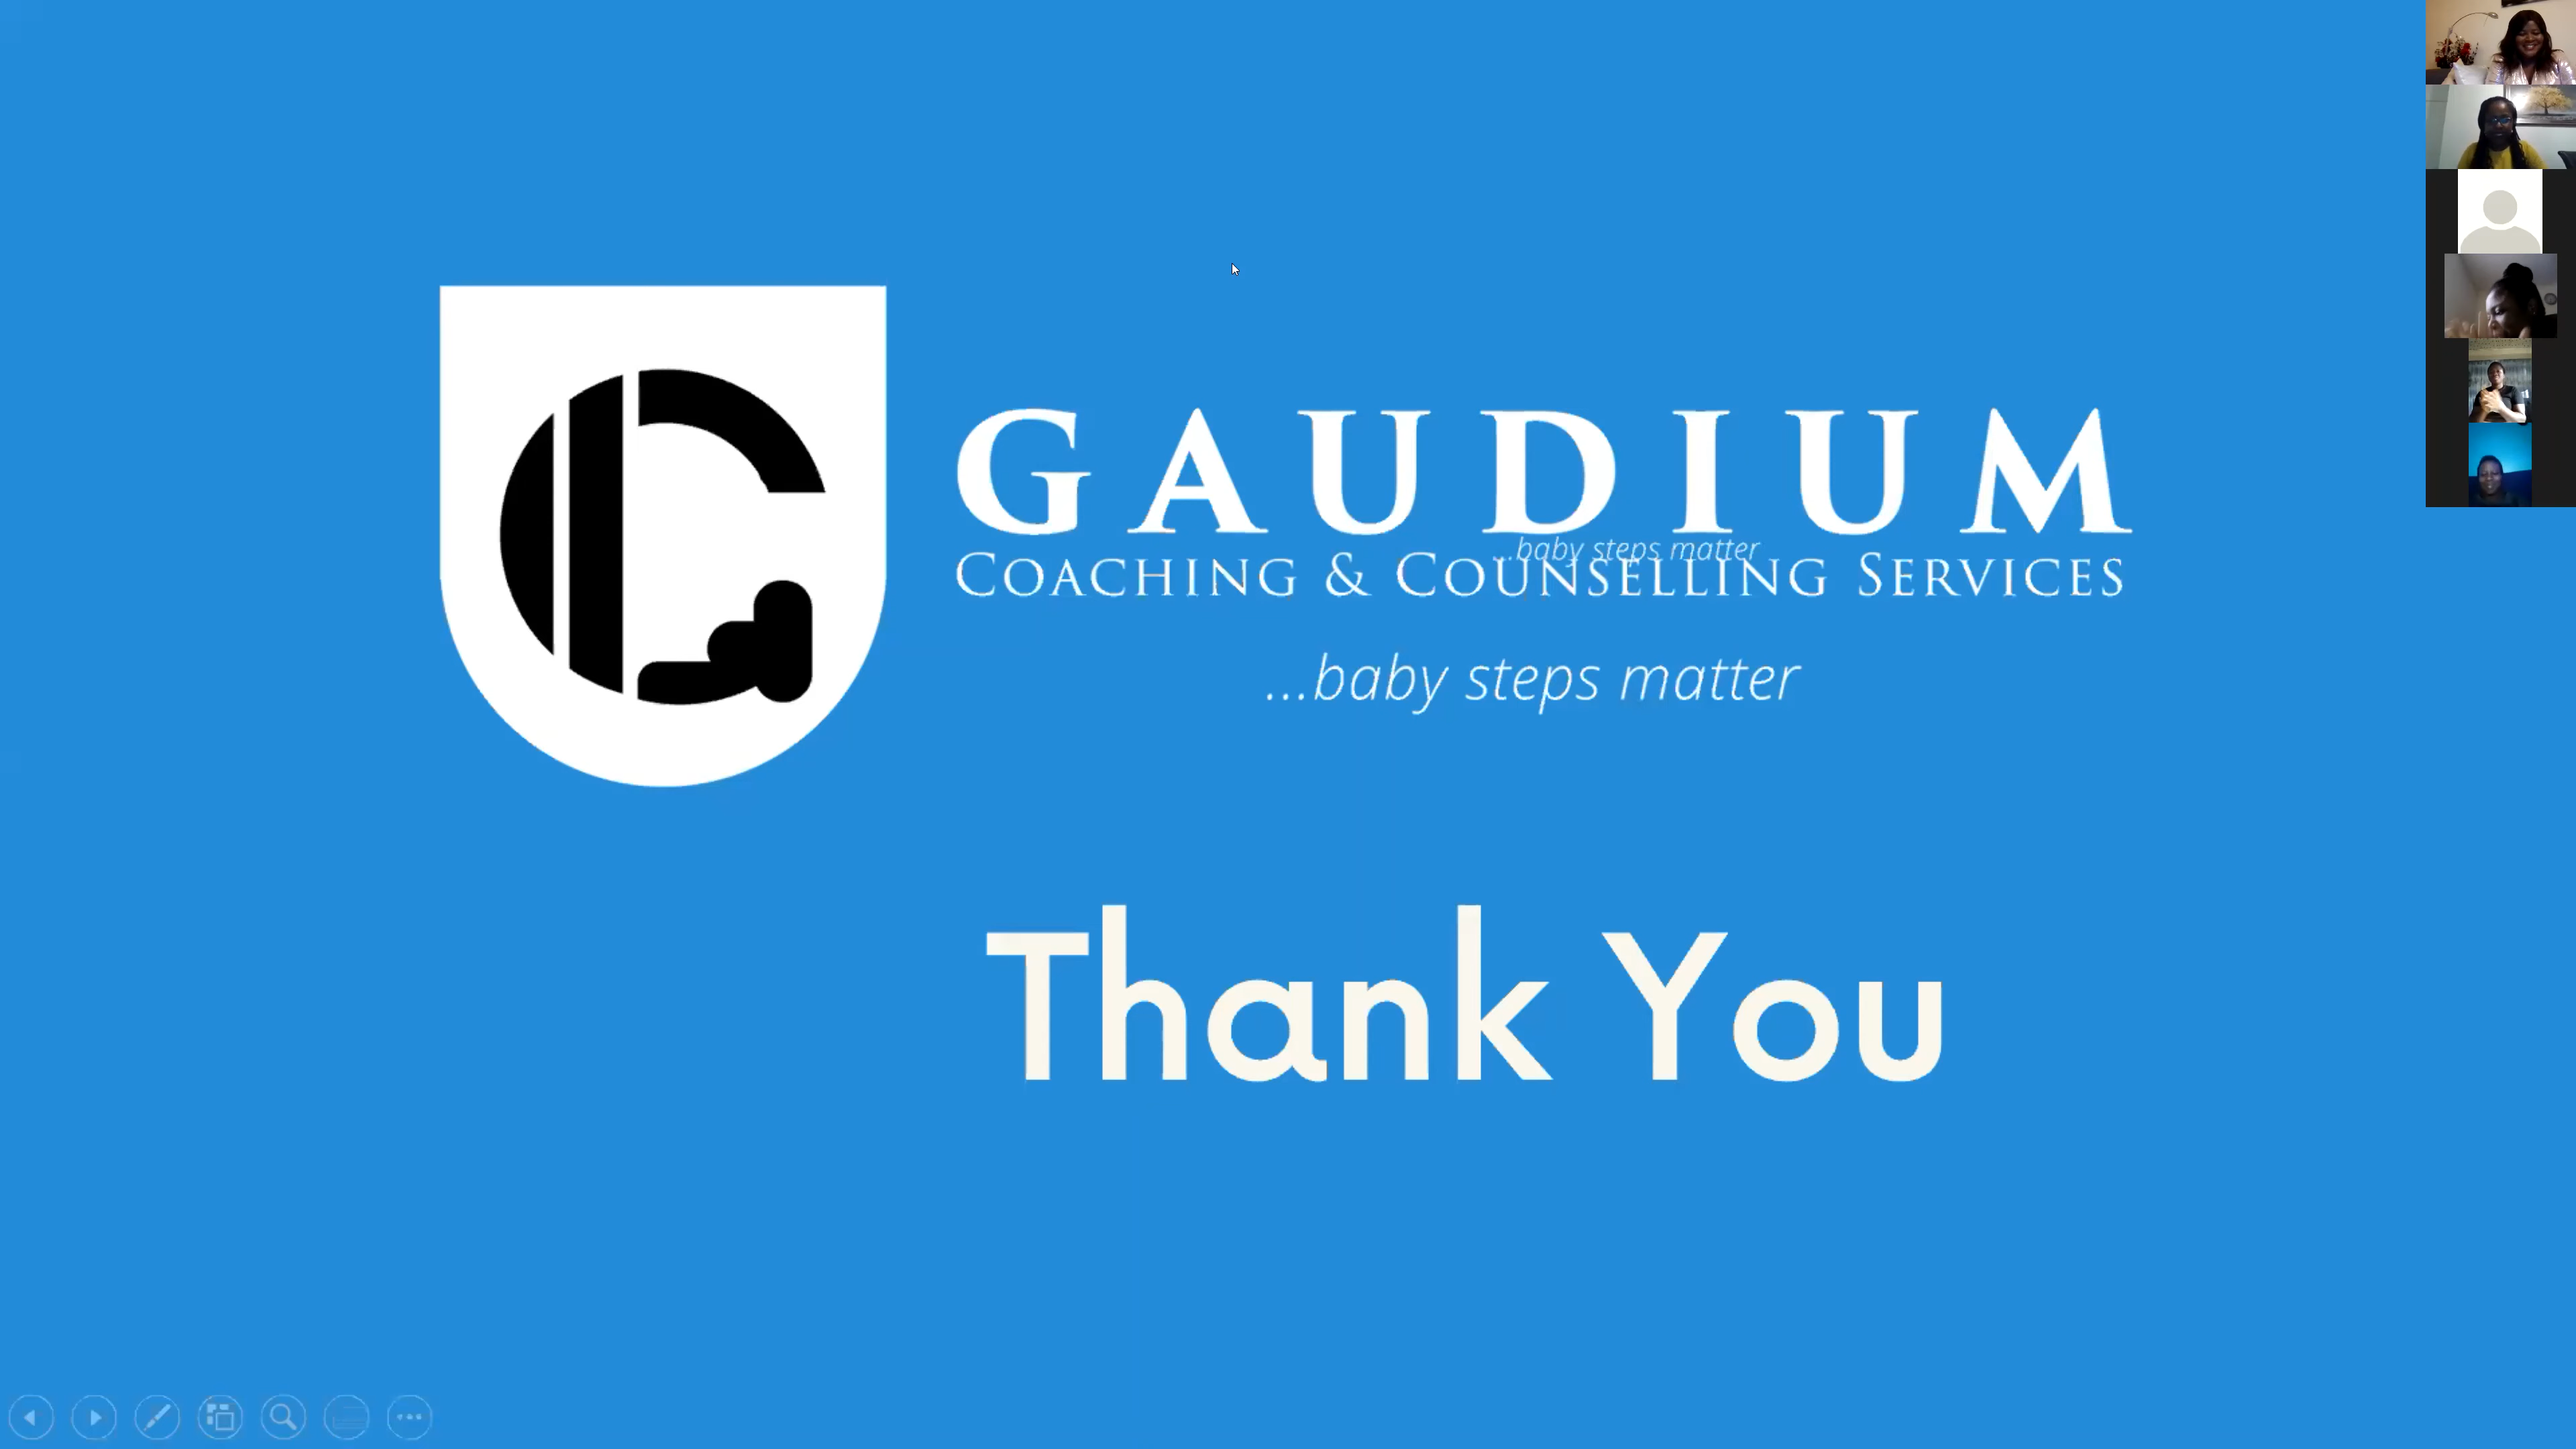 GAUDIUM
...baby steps matter
COACHING & COUNSELLING SERVICES
...baby steps matter
Thank You